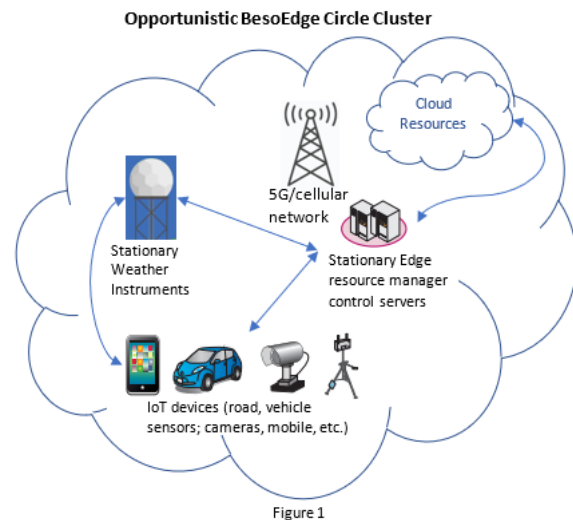 Opportunistic BesoEdge Circle Cluster
Cloud
Resources
5G/cellular
network
Stationary
Weather
Instruments
Stationary Edge
resource manager
control servers
IoT devices (road, vehicle
sensors; cameras, mobile, etc.)
Figure 1